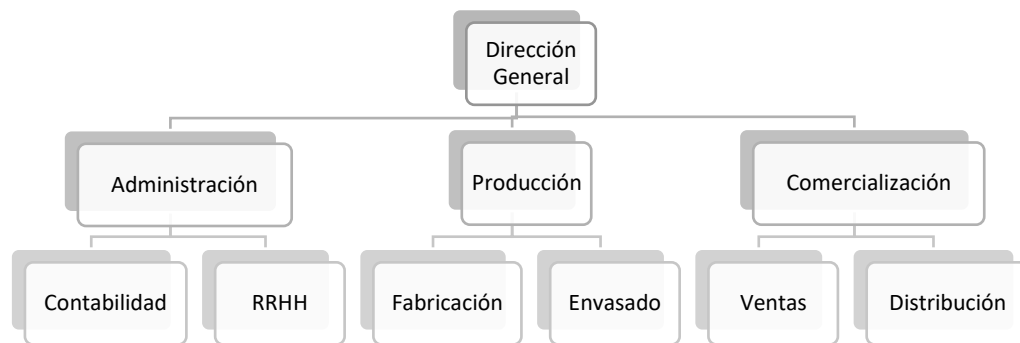 Dirección
General
Administración
Producción
Comercialización
Contabilidad
RRHH
Fabricación
Envasado
Ventas
Distribución